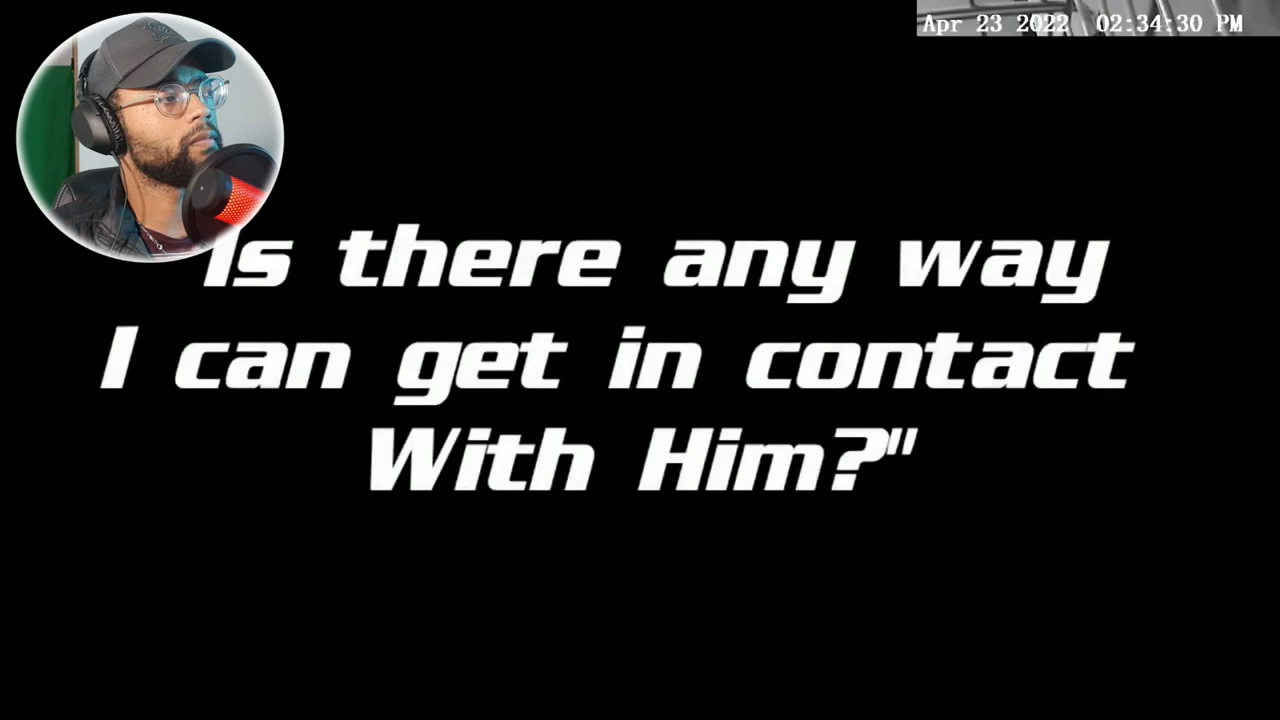 Apr 23 2022 02:34:30 PM
Is there any way
I can get in contact
With Him?"